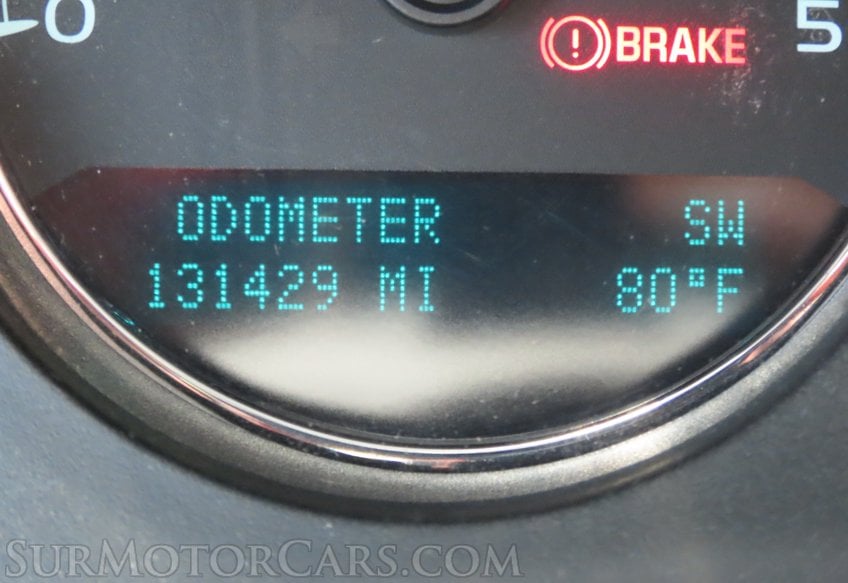 0
BRAKE
5
ODOMETER SW
131429 MI 80°F
SURMOTORCARS.COM